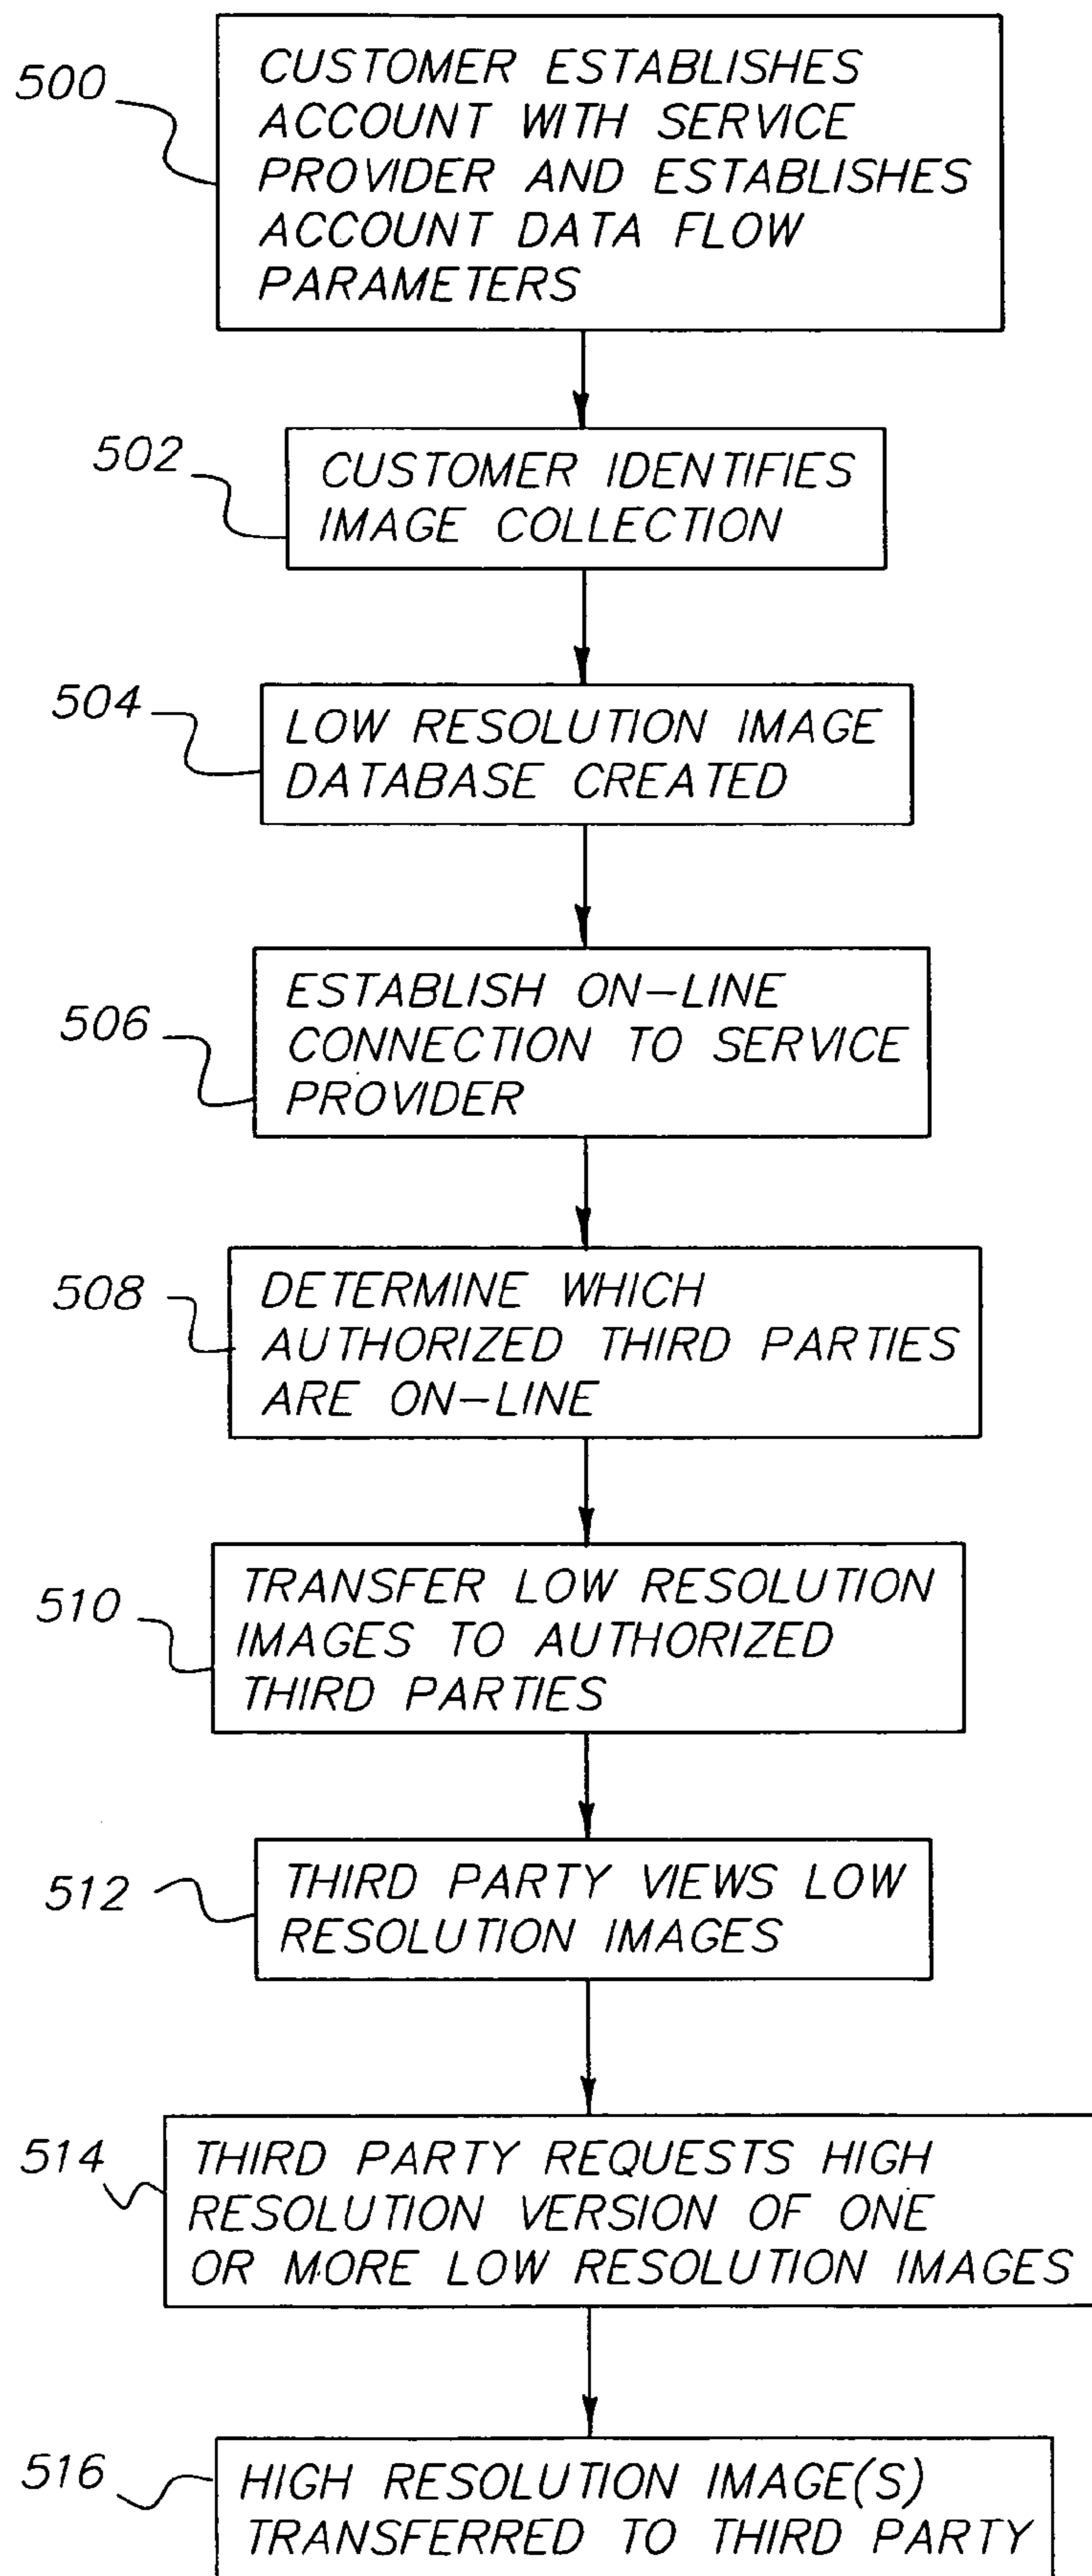 500
CUSTOMER ESTABLISHES
ACCOUNT WITH SERVICE
PROVIDER AND ESTABLISHES
ACCOUNT DATA FLOW
PARAMETERS
502
CUSTOMER IDENTIFIES
IMAGE COLLECTION
504
LOW RESOLUTION IMAGE
DATABASE CREATED
506
ESTABLISH ON-LINE
CONNECTION TO SERVICE
PROVIDER
508
DETERMINE WHICH
AUTHORIZED THIRD PARTIES
ARE ON-LINE
510
TRANSFER LOW RESOLUTION
IMAGES TO AUTHORIZED
THIRD PARTIES
512
THIRD PARTY VIEWS LOW
RESOLUTION IMAGES
514
THIRD PARTY REQUESTS HIGH
RESOLUTION VERSION OF ONE
OR MORE LOW RESOLUTION IMAGES
516
HIGH RESOLUTION IMAGE(S)
TRANSFERRED TO THIRD PARTY